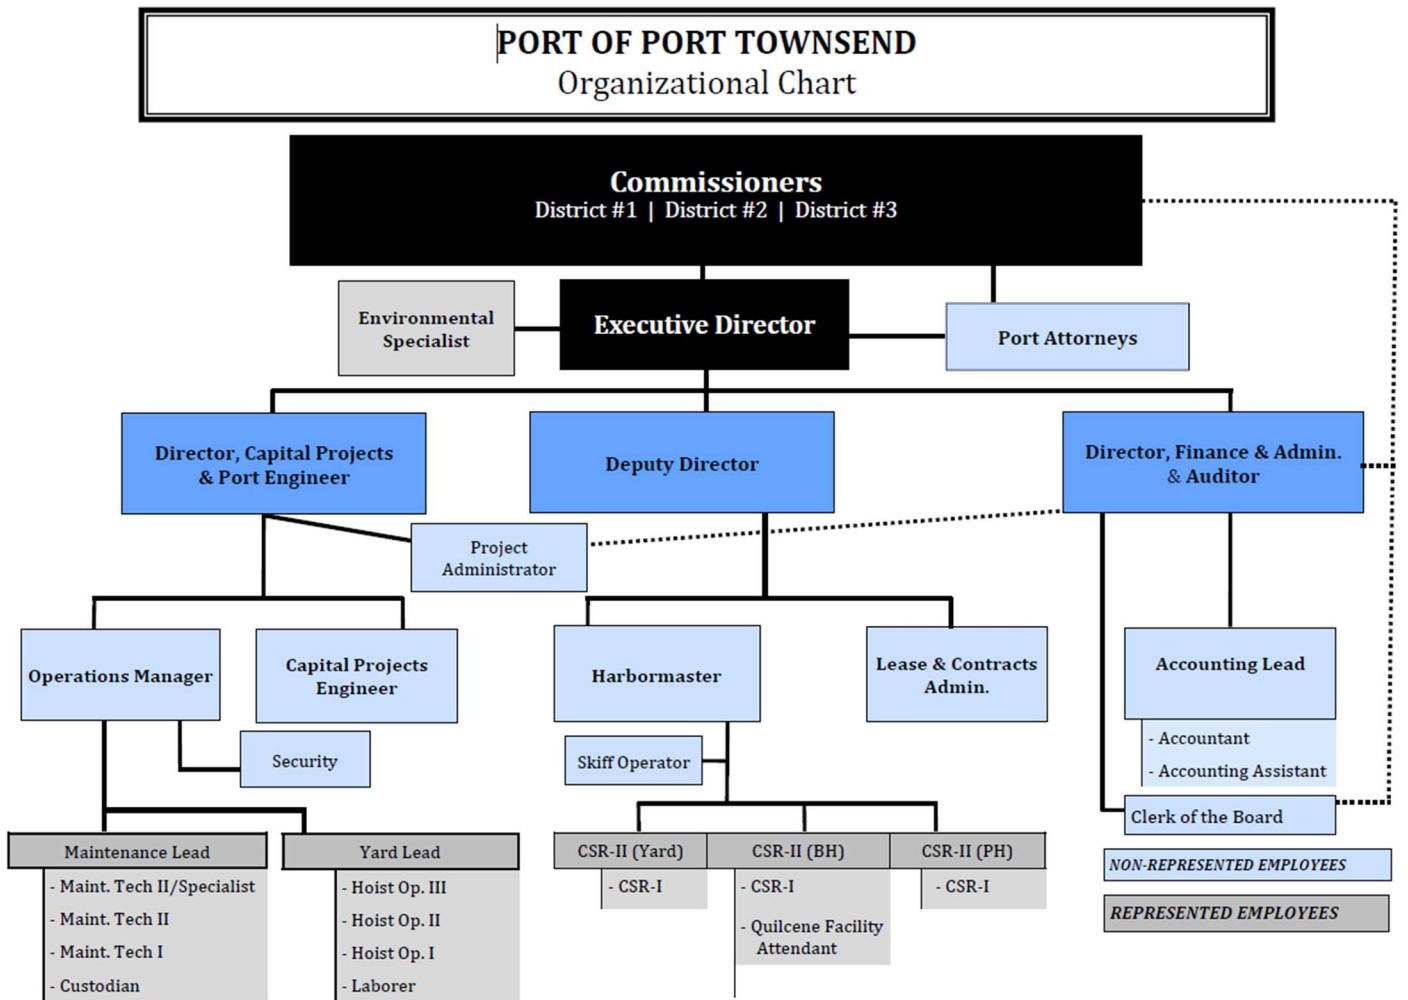 PORT OF PORT TOWNSEND
Organizational Chart
Commissioners
District #1 | District #2 | District #3
Environmental
Specialist
Executive Director
Port Attorneys
Director, Capital Projects
& Port Engineer
Deputy Director
Director, Finance & Admin.
& Auditor
Project
Administrator
Operations Manager
Capital Projects
Engineer
Harbormaster
Lease & Contracts
Admin.
Accounting Lead
- Accountant
- Accounting Assistant
Security
Skiff Operator
Clerk of the Board
Maintenance Lead
- Maint. Tech II/Specialist
- Maint. Tech II
- Maint. Tech I
- Custodian
Yard Lead
- Hoist Op. III
- Hoist Op. II
- Hoist Op. I
- Laborer
CSR-II (Yard)
- CSR-I
CSR-II (BH)
- CSR-I
- Quilcene Facility
Attendant
CSR-II (PH)
- CSR-I
NON-REPRESENTED EMPLOYEES
REPRESENTED EMPLOYEES